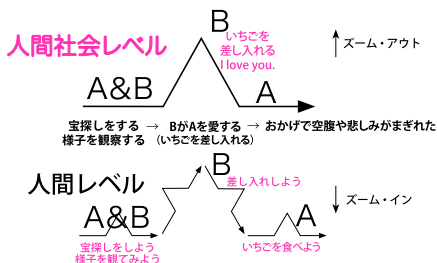 B
人間社会レベル
いちごを
差し入れる
I love you.
ズーム・アウト
A&B
A
宝探しをする → BがAを愛する → おかげで空腹や悲しみがまぎれた
様子を観察する (いちごを差し入れる)
人間レベル
B
差し入れしよう
ズーム・イン
A&B
A
宝探しをしよう
様子を観てみよう
いちごを食べよう